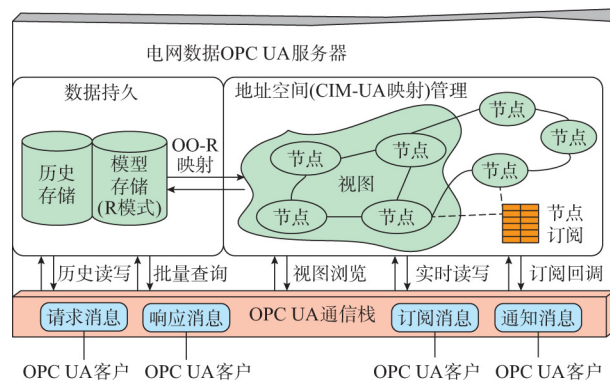 电网数据OPC UA服务器
数据持久
地址空间(CIM-UA映射)管理
OO-R
映射
历史
存储
模型
存储
(R模式)
节点
节点
视图
节点
节点
节点
节点
节点
节点
订阅
历史读写
批量查询
视图浏览
实时读写
订阅回调
请求消息
响应消息
OPC UA通信栈
订阅消息
通知消息
OPC UA客户
OPC UA客户
OPC UA客户
OPC UA客户